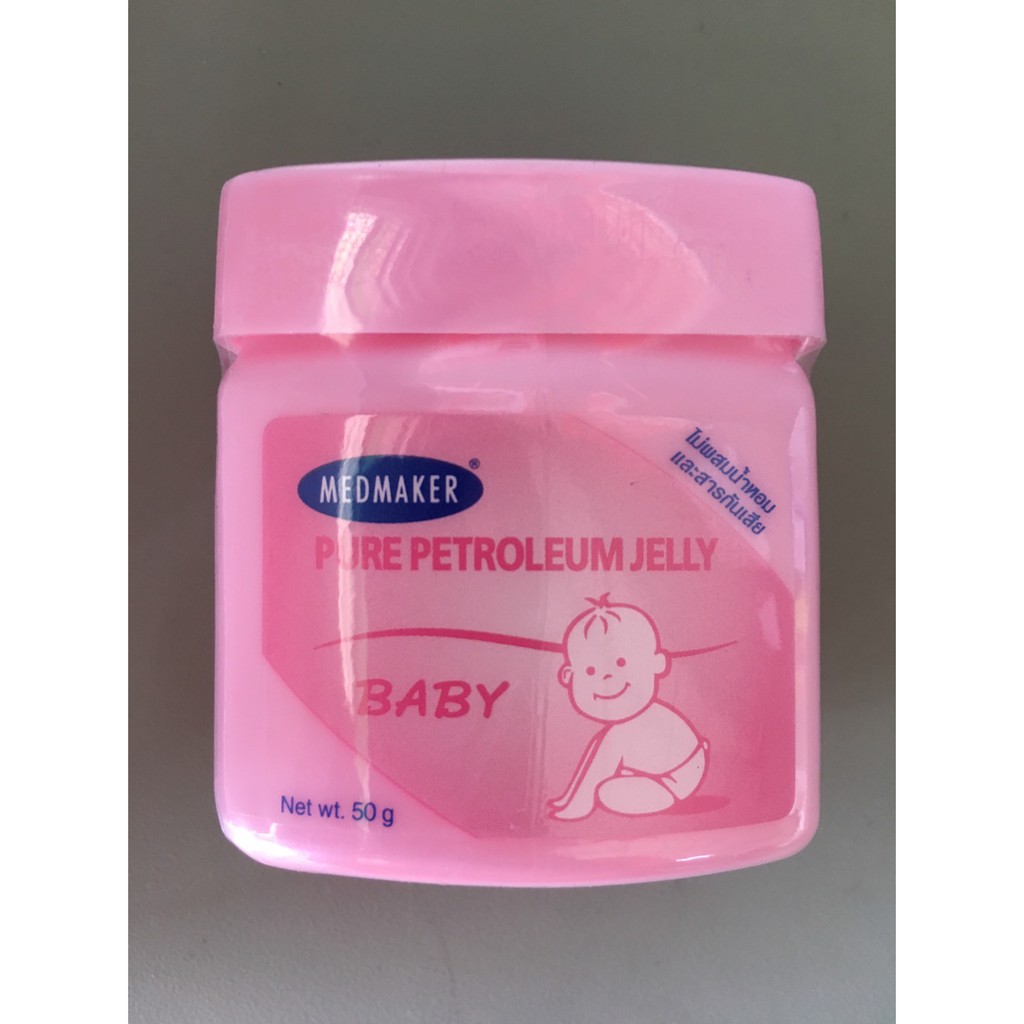 MEDMAKER®
ไม่ผสมน้ำหอม
และสารกันเสีย
PURE PETROLEUM JELLY
BABY
Net wt. 50 g